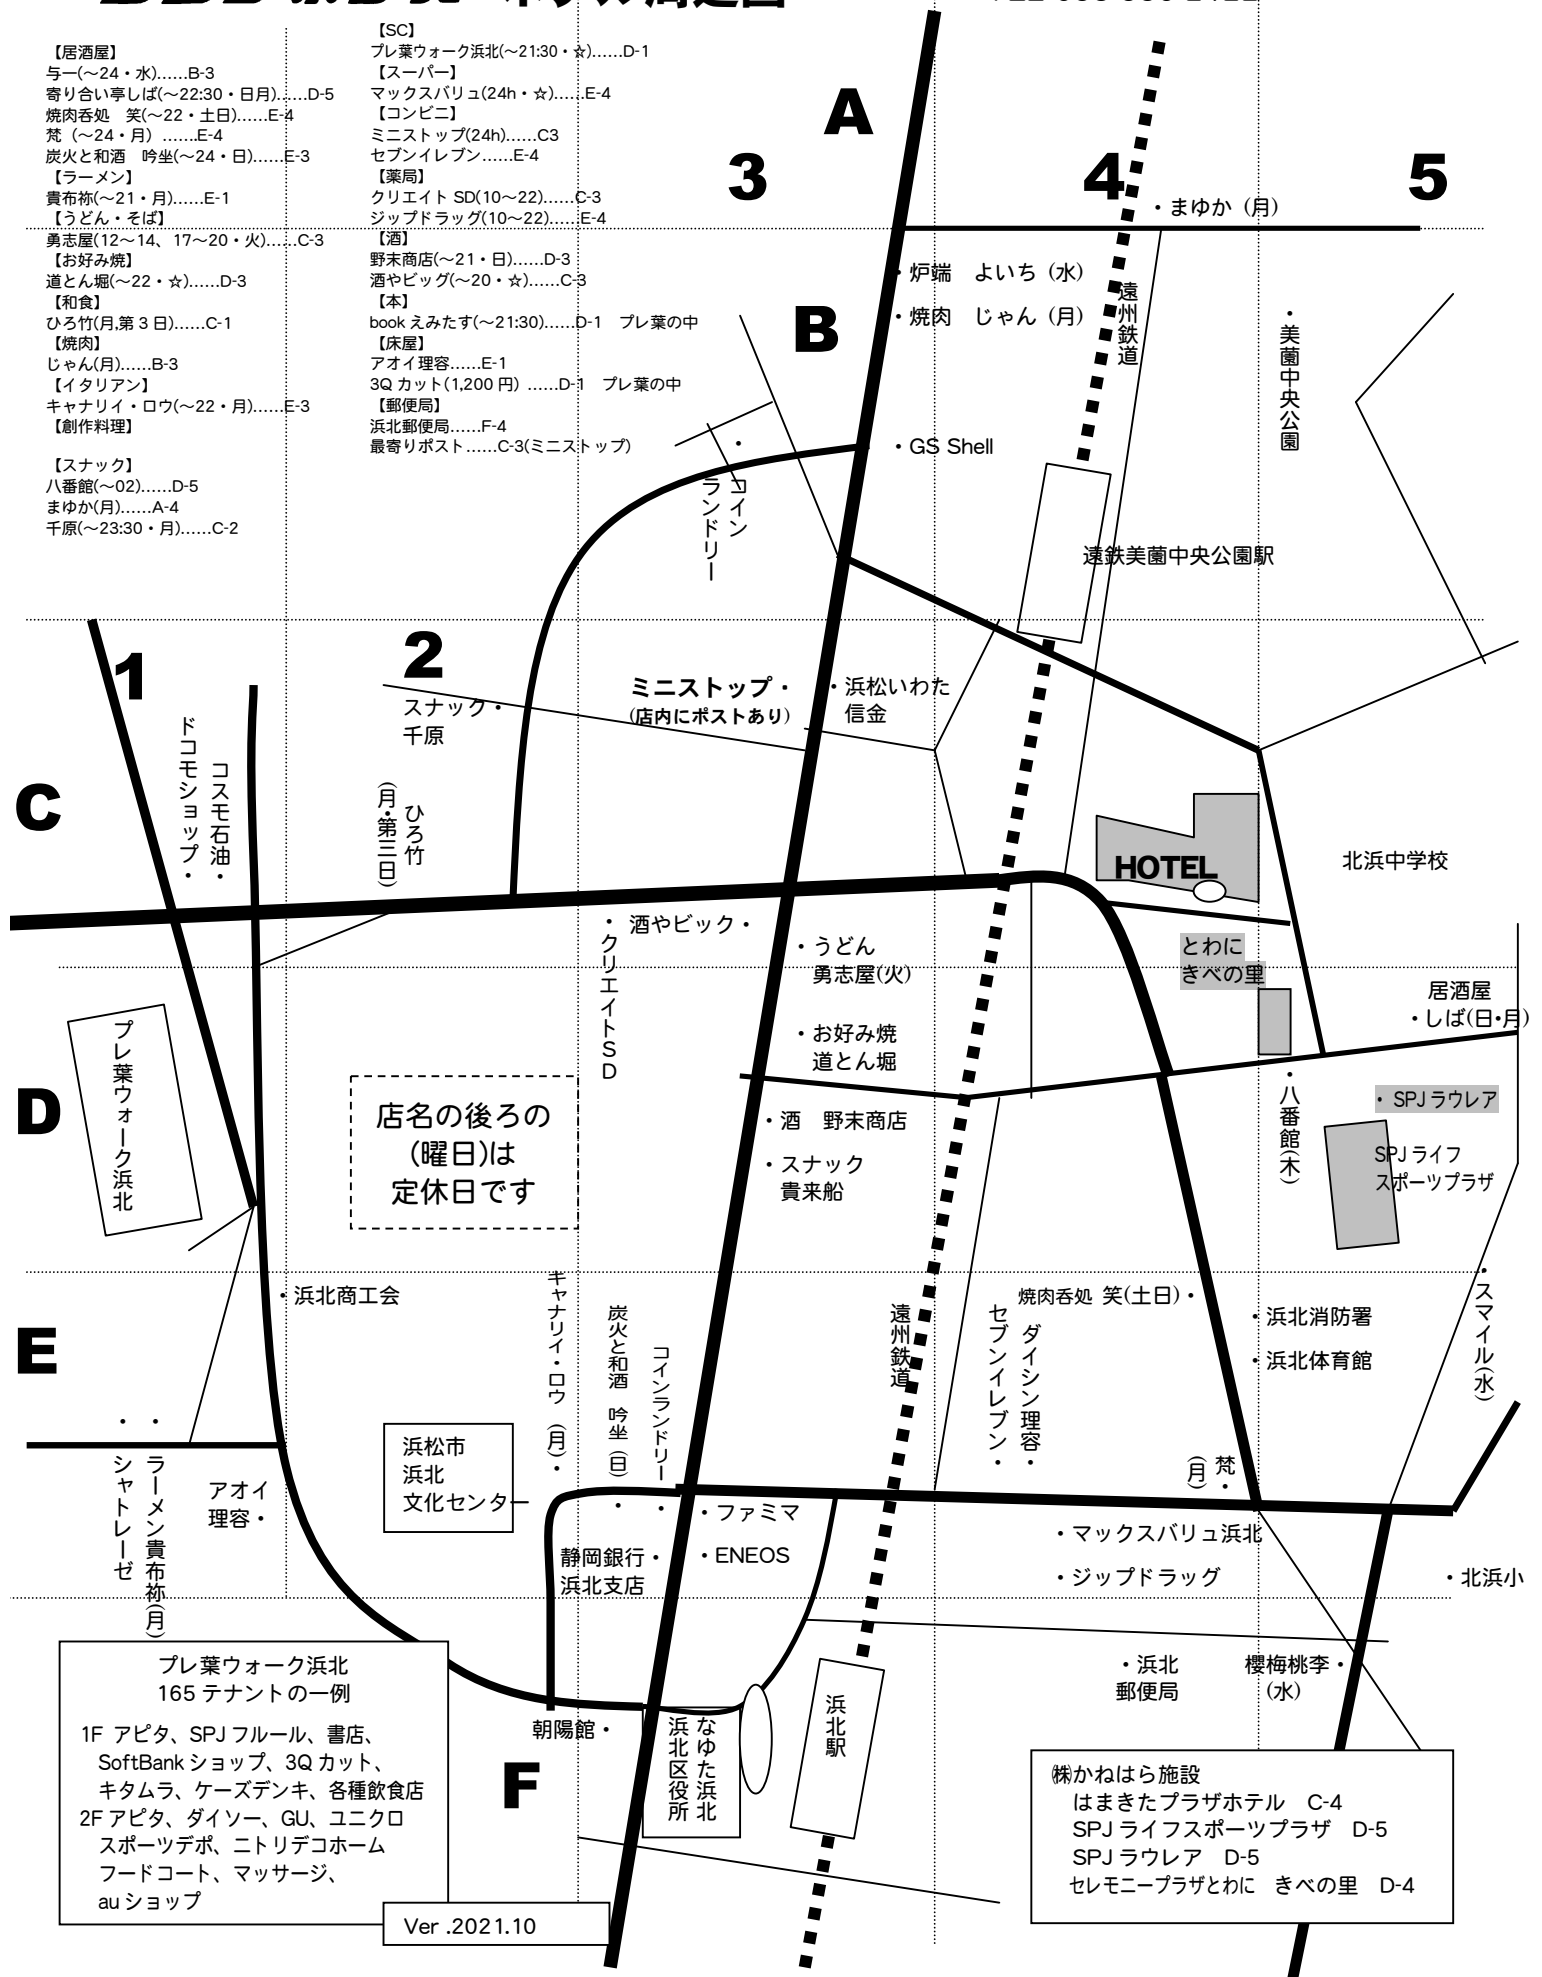 【居酒屋】
与一(～24・水)......B-3
寄り合い亭しば(～22:30・日月)......D-5
焼肉呑処　笑(～22・土日)......E-4
梵（～24・月）.......E-4
炭火と和酒　吟坐(～24・日)......E-3
【ラーメン】
貴布祢(～21・月)......E-1
【うどん・そば】
勇志屋(12～14、17～20・火)......C-3
【お好み焼】
道とん堀(～22・☆)......D-3
【和食】
ひろ竹(月,第3日)......C-1
【焼肉】
じゃん(月)......B-3
【イタリアン】
キャナリイ・ロウ(～22・月)......E-3
【創作料理】
【スナック】
八番館(～02)......D-5
まゆか(月)......A-4
千原(～23:30・月)......C-2
【SC】
プレ葉ウォーク浜北(～21:30・☆)......D-1
【スーパー】
マックスバリュ(24h・☆)......E-4
【コンビニ】
ミニストップ(24h)......C3
セブンイレブン......E-4
【薬局】
クリエイト SD(10～22)......C-3
ジップドラッグ(10～22)......E-4
【酒】
野末商店(～21・日)......D-3
酒やビッグ(～20・☆)......C-3
【本】
book えみたす(～21:30)......D-1　プレ葉の中
【床屋】
アオイ理容......E-1
3Q カット(1,200 円) ......D-1　プレ葉の中
【郵便局】
浜北郵便局......F-4
最寄りポスト......C-3(ミニストップ)
A
3
4
5
・まゆか (月)
・炉端　よいち (水)
・焼肉　じゃん (月)
B
遠州鉄道
・美薗中央公園
・GS Shell
・
コイン
ランドリー
遠鉄美薗中央公園駅
1
2
スナック・
千原
ミニストップ・
(店内にポストあり)
・浜松いわた
信金
ドコモショップ・
コスモ石油・
C
ひろ竹
(月・第三日)
HOTEL
北浜中学校
・クリエイトSD
酒やビック・
・うどん
勇志屋(火)
・お好み焼
道とん堀
とわに
きべの里
居酒屋
・しば(日・月)
プレ葉ウォーク浜北
D
店名の後ろの
(曜日)は
定休日です
・酒　野末商店
・スナック
貴来船
・八番館(木)
・SPJラウレア
SPJライフ
スポーツプラザ
・浜北商工会
E
キャナリイ・ロウ (月)・
炭火と和酒　吟坐 (日)・
コインランドリー・
遠州鉄道
焼肉呑処 笑(土日)・
セブンイレブン・
ダイシン理容・
・浜北消防署
・浜北体育館
・スマイル(水)
梵・
(月)
・シャトレーゼ
・ラーメン貴布祢(月)
アオイ
理容・
浜松市
浜北
文化センター
・ファミマ
・ENEOS
静岡銀行・
浜北支店
・マックスバリュ浜北
・ジップドラッグ
・北浜小
プレ葉ウォーク浜北
165 テナントの一例
1F アピタ、SPJフルール、書店、
SoftBank ショップ、3Q カット、
キタムラ、ケーズデンキ、各種飲食店
2F アピタ、ダイソー、GU、ユニクロ
スポーツデポ、ニトリデコホーム
フードコート、マッサージ、
au ショップ
朝陽館・
F
なゆた浜北
浜北区役所
浜北駅
・浜北
郵便局
櫻梅桃李・
(水)
㈱かねはら施設
はまきたプラザホテル　C-4
SPJ ライフスポーツプラザ　D-5
SPJ ラウレア　D-5
セレモニープラザとわに　きべの里　D-4
Ver .2021.10